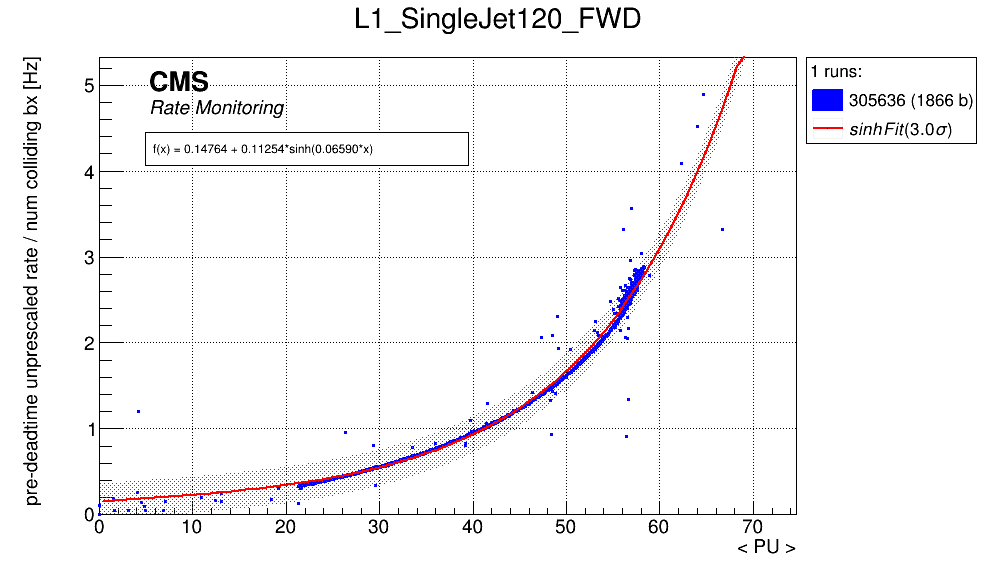 L1_SingleJet120_FWD
pre-deadtime unprescaled rate / num colliding bx [Hz]
CMS
Rate Monitoring
f(x) = 0.14764 + 0.11254*sinh(0.06590*x)
1 runs:
305636 (1866 b)
sinhFit(3.0σ)
5
4
3
2
1
0
0 10 20 30 40 50 60 70
< PU >